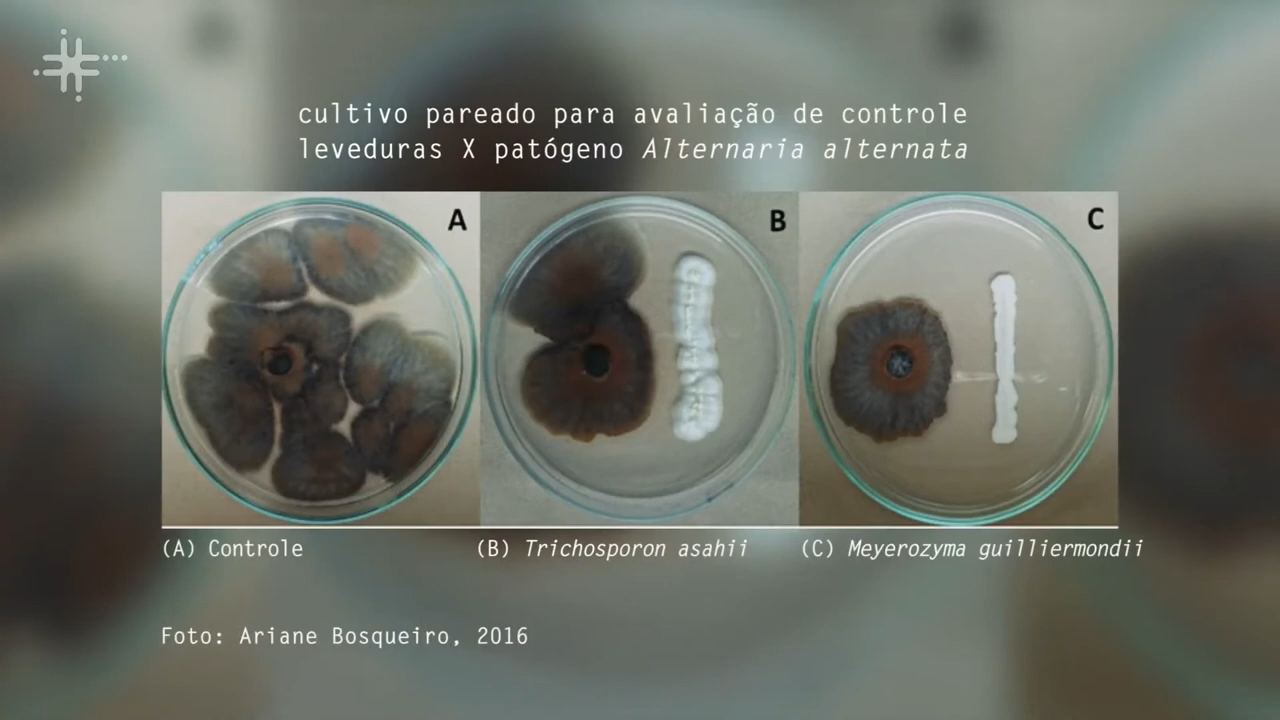 cultivo pareado para avaliação de controle
leveduras X patógeno Alternaria alternata
A
B
C
(A) Controle
(B) Trichosporon asahii
(C) Meyerozyma guilliermondii
Foto: Ariane Bosqueiro, 2016